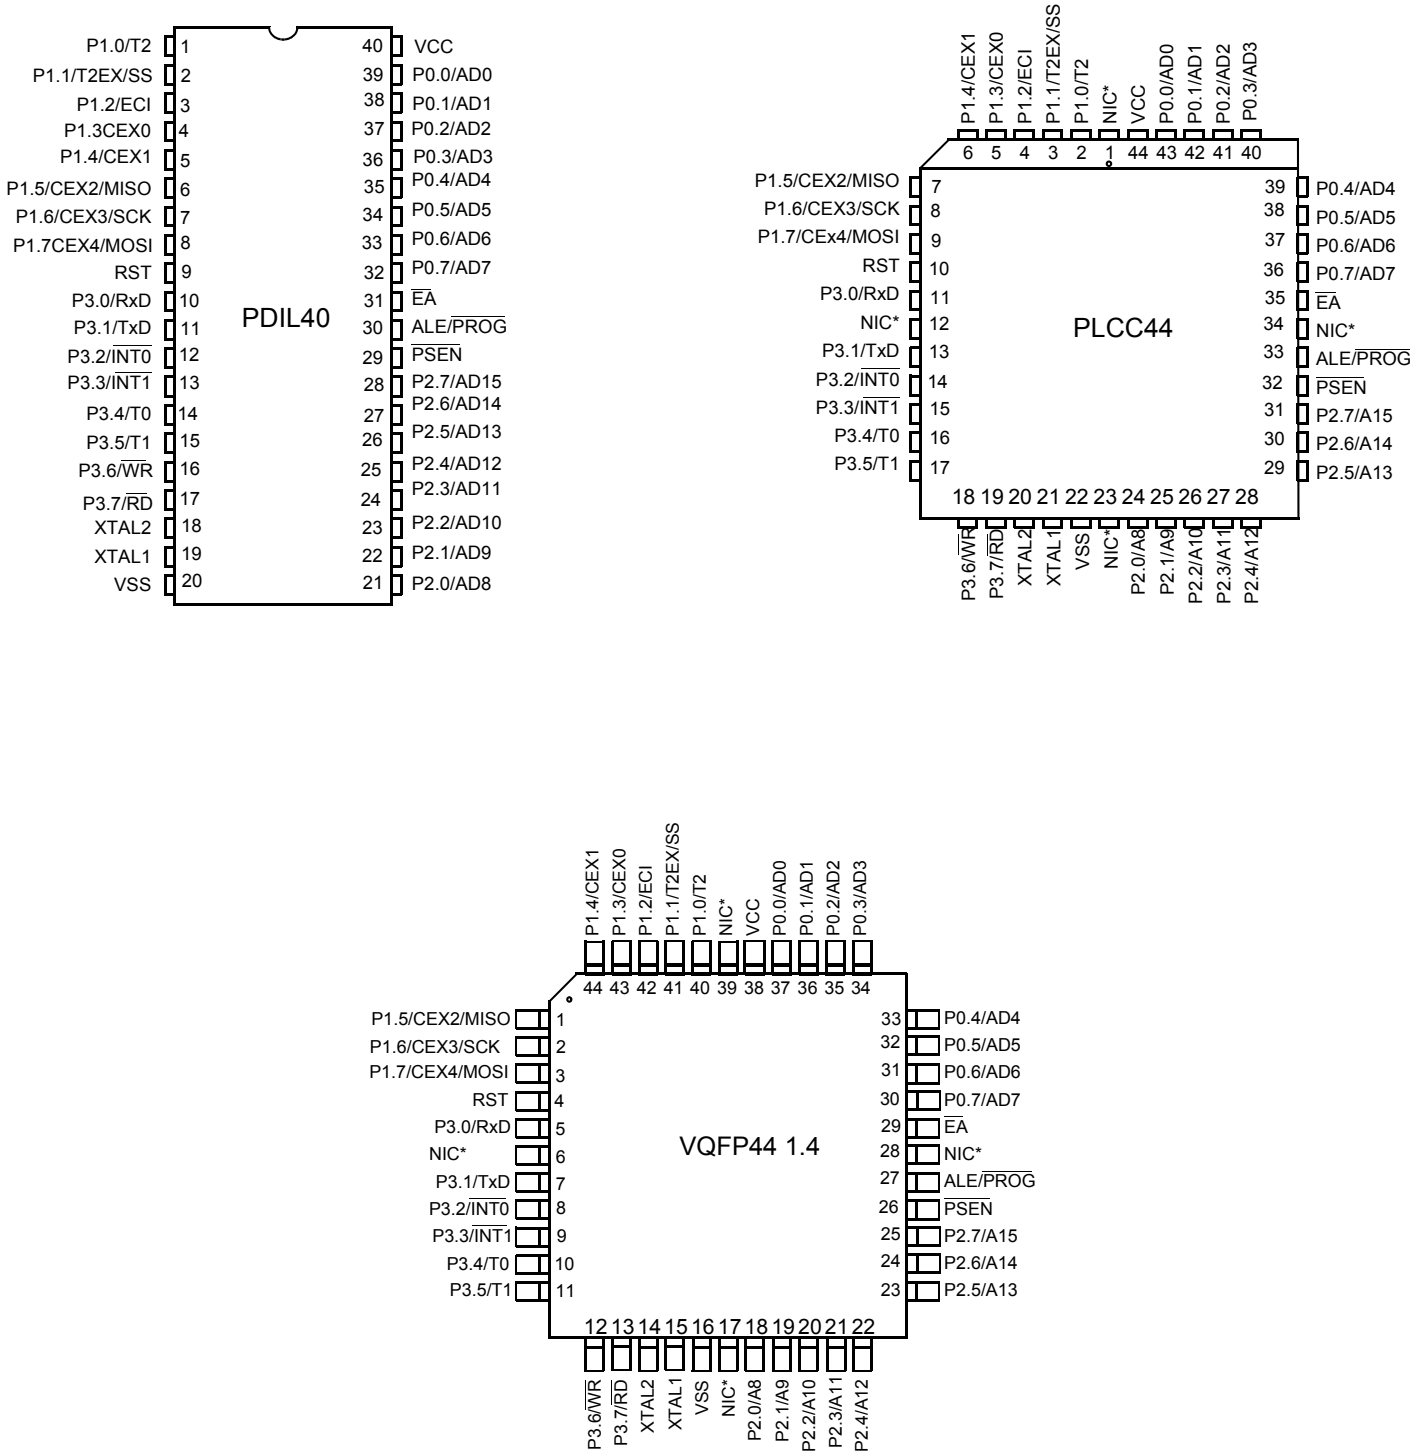 P1.0/T2 1 40 VCC
P1.1/T2EX/SS 2 39 P0.0/AD0
P1.2/ECI 3 38 P0.1/AD1
P1.3CEX0 4 37 P0.2/AD2
P1.4/CEX1 5 36 P0.3/AD3
P1.5/CEX2/MISO 6 35 P0.4/AD4
P1.6/CEX3/SCK 7 34 P0.5/AD5
P1.7CEX4/MOSI 8 33 P0.6/AD6
RST 9 32 P0.7/AD7
P3.0/RxD 10 31 EA
PDIL40
P3.1/TxD 11 30 ALE/PROG
P3.2/INT0 12 29 PSEN
P3.3/INT1 13 28 P2.7/AD15
P3.4/T0 14 27 P2.6/AD14
P3.5/T1 15 26 P2.5/AD13
P3.6/WR 16 25 P2.4/AD12
P3.7/RD 17 24 P2.3/AD11
XTAL2 18 23 P2.2/AD10
XTAL1 19 22 P2.1/AD9
VSS 20 21 P2.0/AD8
P1.4/CEX1
P1.3/CEX0
P1.2/ECI
P1.1/T2EX/SS
P1.0/T2
NIC*
VCC
P0.0/AD0
P0.1/AD1
P0.2/AD2
P0.3/AD3
6 5 4 3 2 1 44 43 42 41 40
P1.5/CEX2/MISO 7 39 P0.4/AD4
P1.6/CEX3/SCK 8 38 P0.5/AD5
P1.7/CEx4/MOSI 9 37 P0.6/AD6
RST 10 36 P0.7/AD7
P3.0/RxD 11 35 EA
NIC* 12 34 NIC*
PLCC44
P3.1/TxD 13 33 ALE/PROG
P3.2/INT0 14 32 PSEN
P3.3/INT1 15 31 P2.7/A15
P3.4/T0 16 30 P2.6/A14
P3.5/T1 17 29 P2.5/A13
18 19 20 21 22 23 24 25 26 27 28
P3.6/WR
P3.7/RD
XTAL2
XTAL1
VSS
NIC*
P2.0/A8
P2.1/A9
P2.2/A10
P2.3/A11
P2.4/A12
P1.4/CEX1
P1.3/CEX0
P1.2/ECI
P1.1/T2EX/SS
P1.0/T2
NIC*
VCC
P0.0/AD0
P0.1/AD1
P0.2/AD2
P0.3/AD3
44 43 42 41 40 39 38 37 36 35 34
P1.5/CEX2/MISO 1 33 P0.4/AD4
P1.6/CEX3/SCK 2 32 P0.5/AD5
P1.7/CEX4/MOSI 3 31 P0.6/AD6
RST 4 30 P0.7/AD7
P3.0/RxD 5 29 EA
VQFP44 1.4
NIC* 6 28 NIC*
P3.1/TxD 7 27 ALE/PROG
P3.2/INT0 8 26 PSEN
P3.3/INT1 9 25 P2.7/A15
P3.4/T0 10 24 P2.6/A14
P3.5/T1 11 23 P2.5/A13
12 13 14 15 16 17 18 19 20 21 22
P3.6/WR
P3.7/RD
XTAL2
XTAL1
VSS
NIC*
P2.0/A8
P2.1/A9
P2.2/A10
P2.3/A11
P2.4/A12